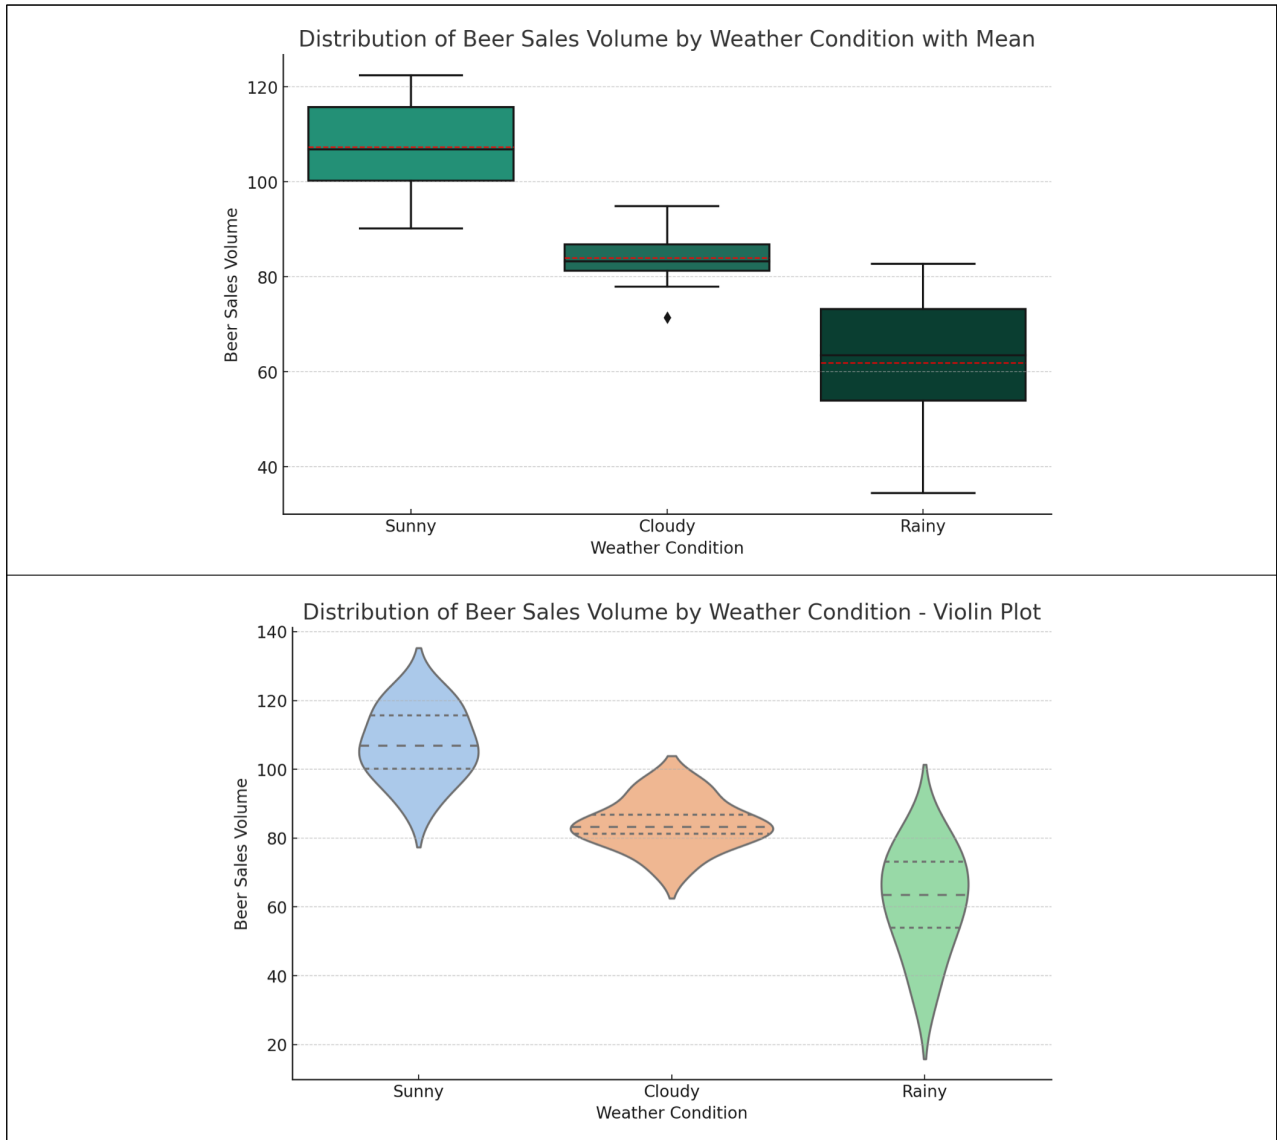 Distribution of Beer Sales Volume by Weather Condition with Mean
120
100
80
60
40
Beer Sales Volume
Sunny Cloudy Rainy
Weather Condition
Distribution of Beer Sales Volume by Weather Condition - Violin Plot
140
120
100
80
60
40
20
Beer Sales Volume
Sunny Cloudy Rainy
Weather Condition